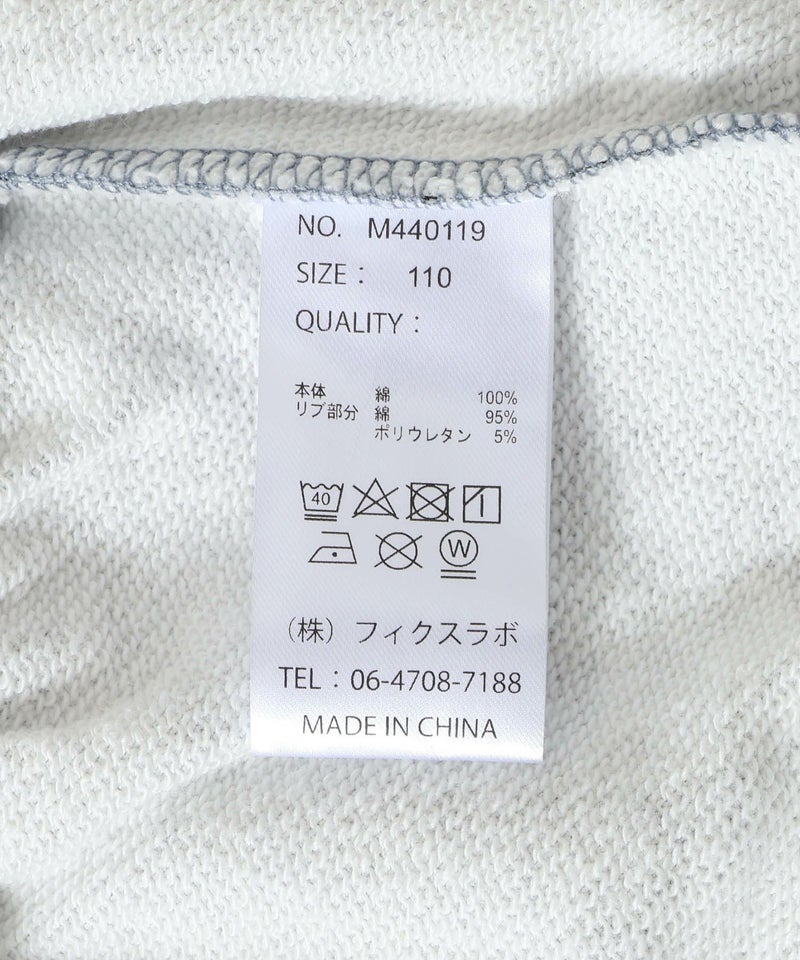 NO. M440119
SIZE： 110
QUALITY：
本体 綿 100%
リブ部分 綿 95%
ポリウレタン 5%
40
W
（株）フィクスラボ
TEL：06-4708-7188
MADE IN CHINA